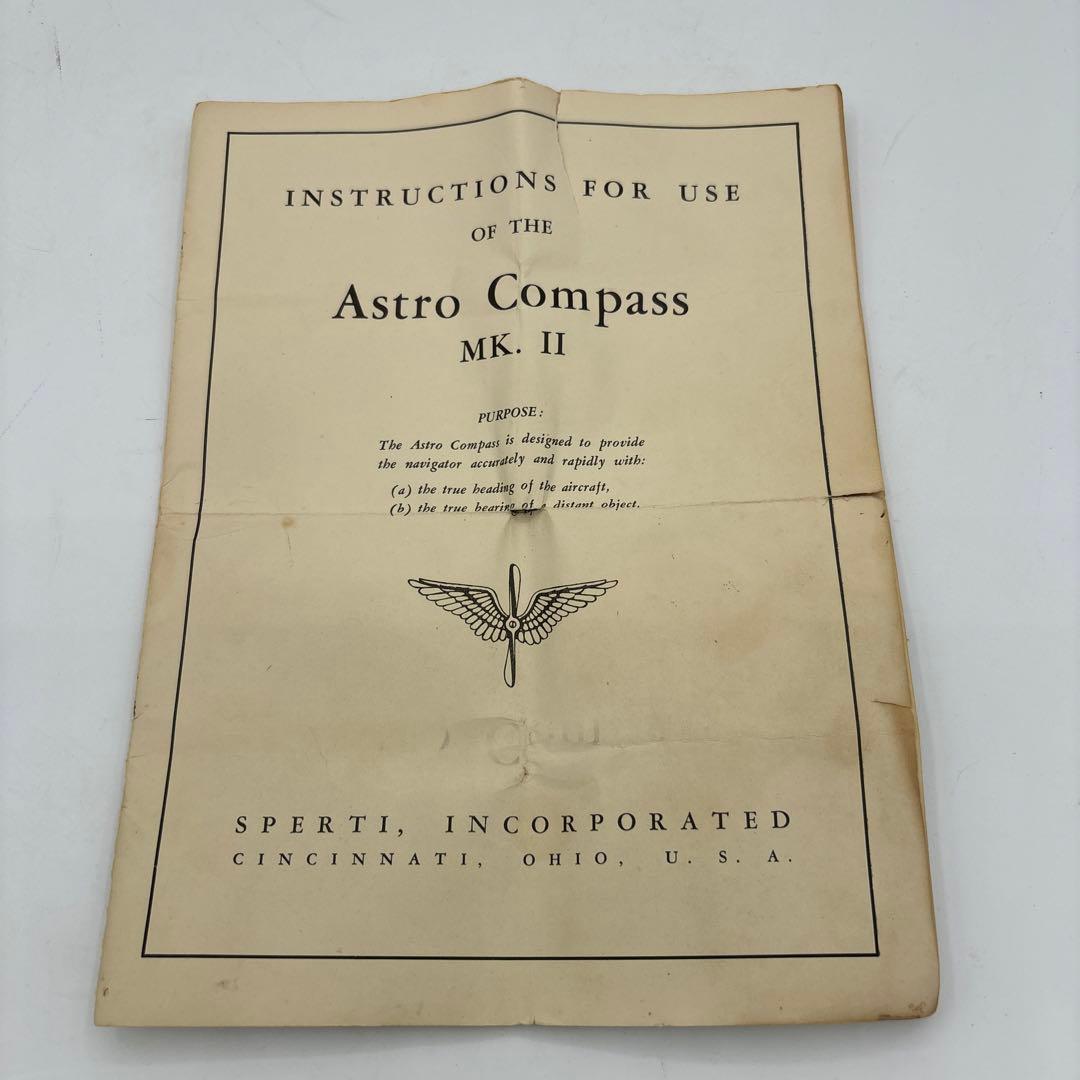 INSTRUCTIONS FOR USE
OF THE
Astro Compass
MK. II
PURPOSE:
The Astro Compass is designed to provide
the navigator accurately and rapidly with:
(a) the true heading of the aircraft,
(b) the true bearing of a distant object.
SPERTI, INCORPORATED
CINCINNATI, OHIO, U. S. A.